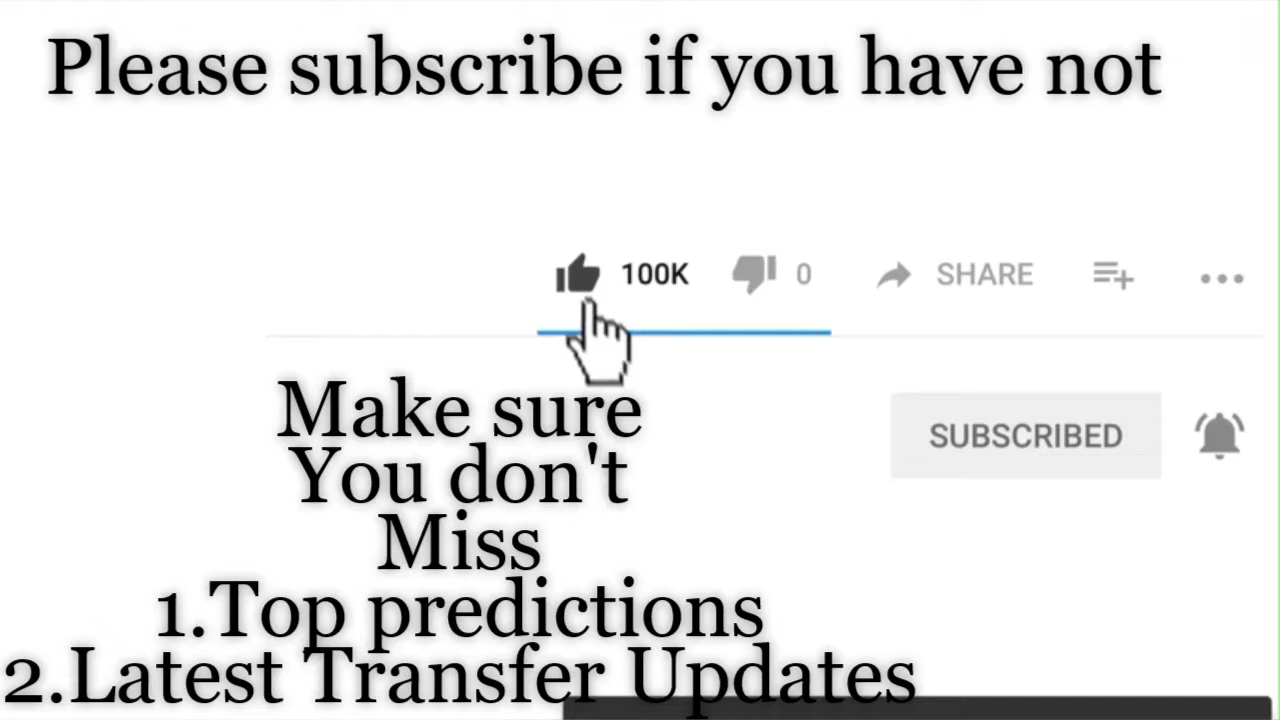 Please subscribe if you have not
100K 0 SHARE
Make sure
You don't
SUBSCRIBED
Miss
1.Top predictions
2.Latest Transfer Updates